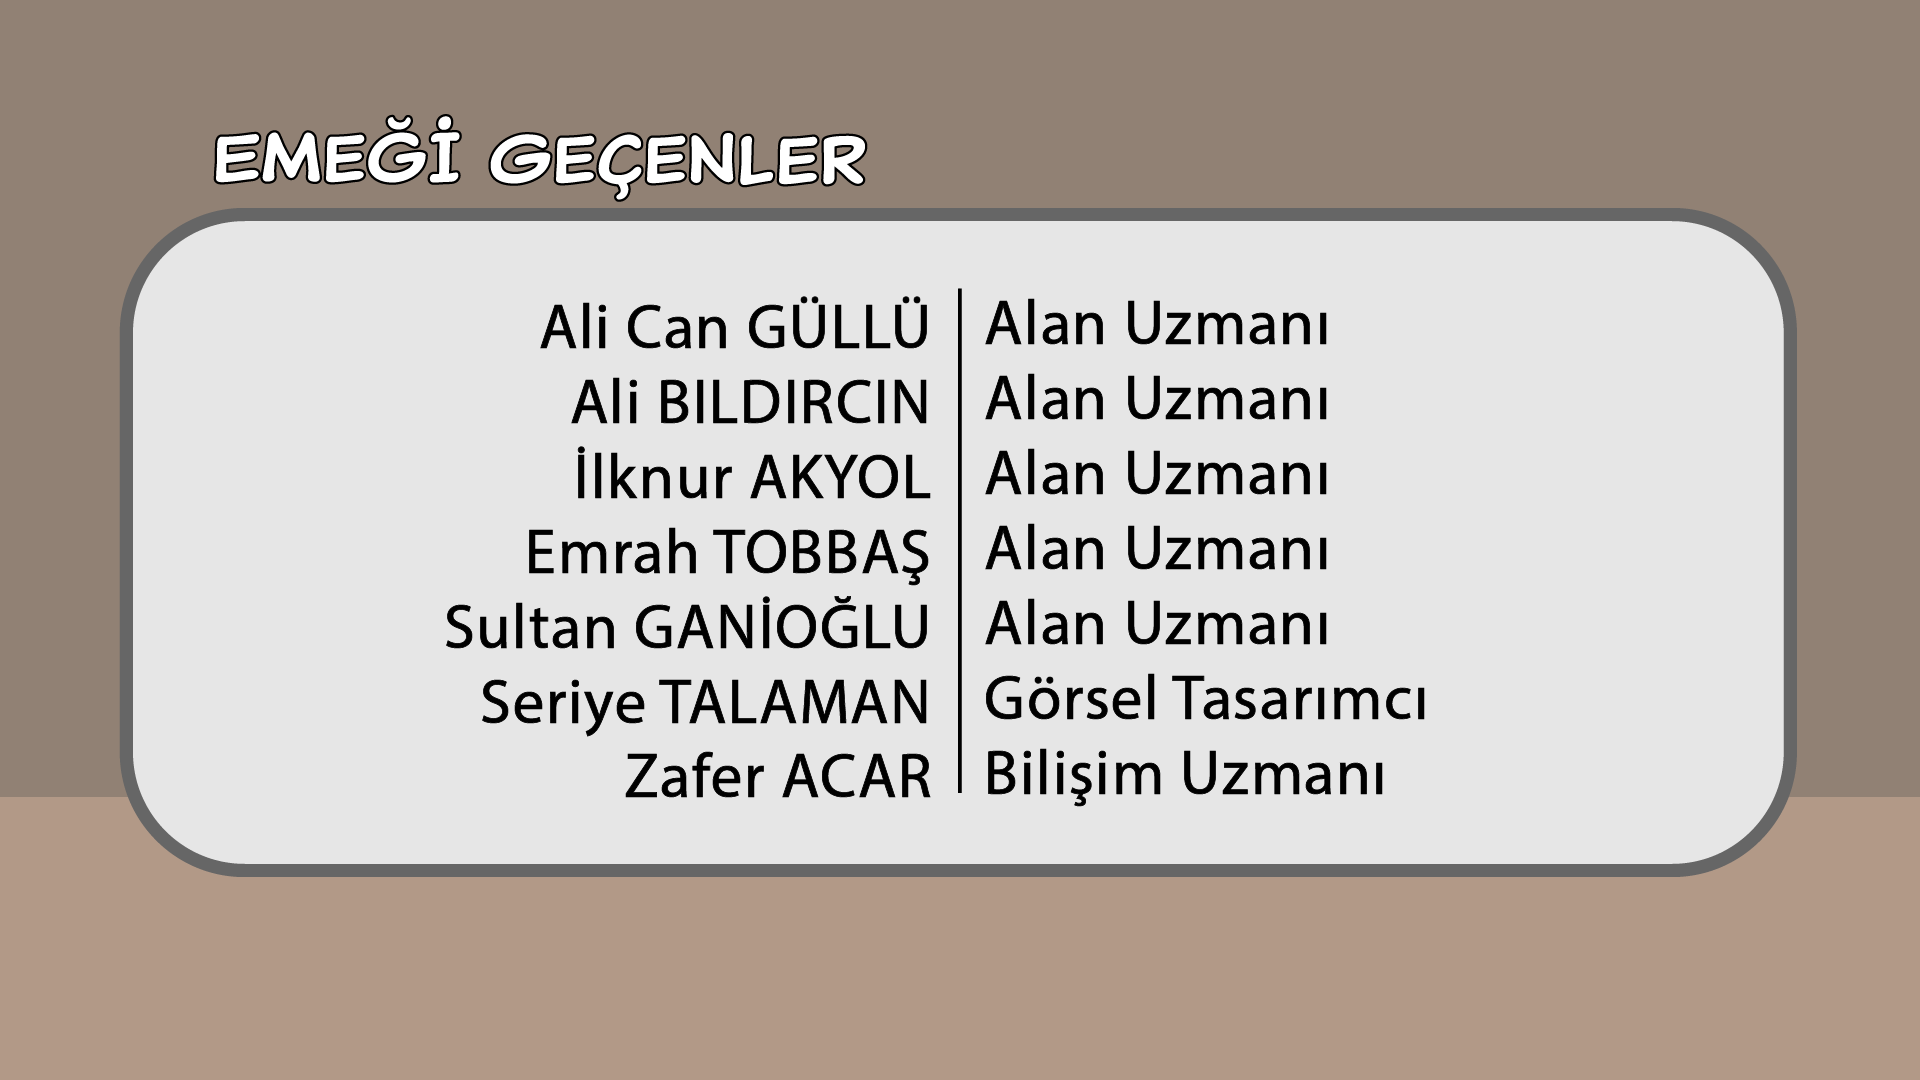 EMEĞİ GEÇENLER
Ali Can GÜLLÜ Alan Uzmanı
Ali BILDIRCIN Alan Uzmanı
İlknur AKYOL Alan Uzmanı
Emrah TOBBAŞ Alan Uzmanı
Sultan GANİOĞLU Alan Uzmanı
Seriye TALAMAN Görsel Tasarımcı
Zafer ACAR Bilişim Uzmanı